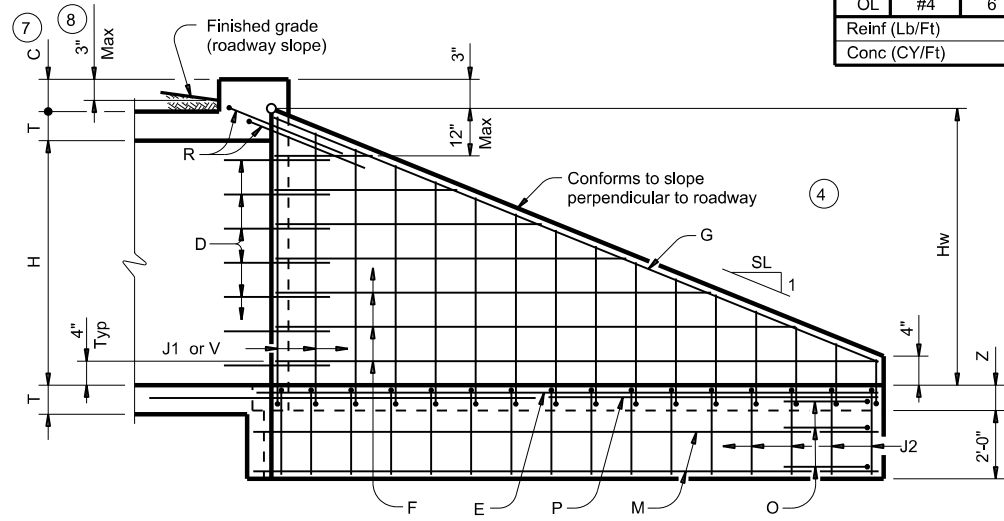 OL #4 6
Reinf (Lb/Ft)
Conc (CY/Ft)
7
8
C
3"
Max
Finished grade
(roadway slope)
3"
T
R
12"
Max
Conforms to slope
perpendicular to roadway
4
D
G
SL
1
H
Hw
4"
Typ
J1 or V
4"
Z
T
J2
2'-0"
F
E
P
M
O